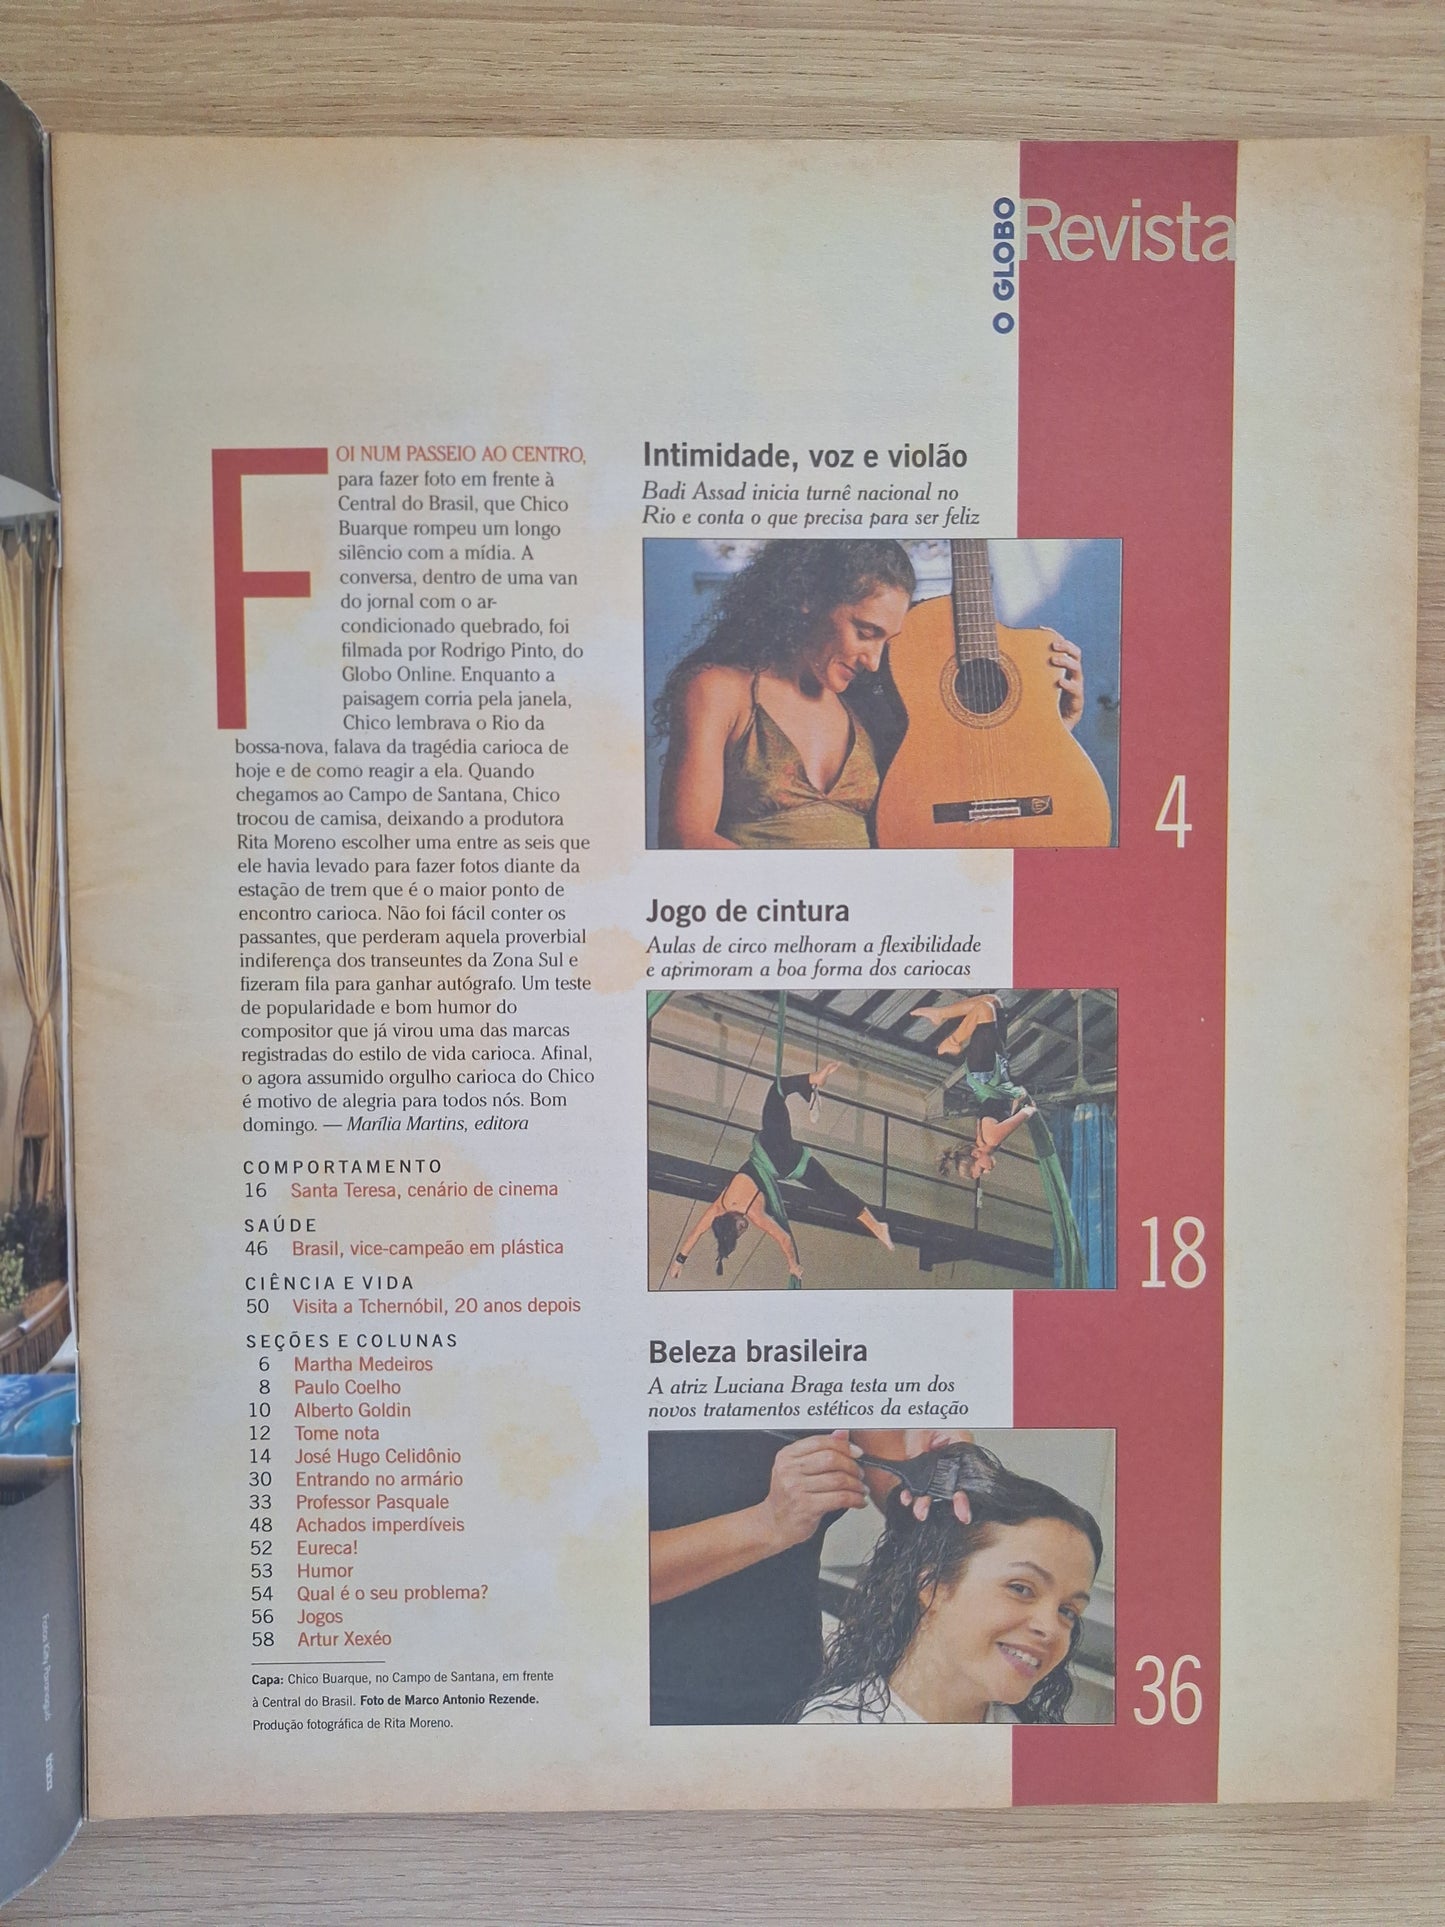 O GLOBO
Revista
FOI NUM PASSEIO AO CENTRO,
para fazer foto em frente à
Central do Brasil, que Chico
Buarque rompeu um longo
silêncio com a mídia. A
conversa, dentro de uma van
do jornal com o ar-
condicionado quebrado, foi
filmada por Rodrigo Pinto, do
Globo Online. Enquanto a
paisagem corria pela janela,
Chico lembrava o Rio da
bossa-nova, falava da tragédia carioca de
hoje e de como reagir a ela. Quando
chegamos ao Campo de Santana, Chico
trocou de camisa, deixando a produtora
Rita Moreno escolher uma entre as seis que
ele havia levado para fazer fotos diante da
estação de trem que é o maior ponto de
encontro carioca. Não foi fácil conter os
passantes, que perderam aquela proverbial
indiferença dos transeuntes da Zona Sul e
fizeram fila para ganhar autógrafo. Um teste
de popularidade e bom humor do
compositor que já virou uma das marcas
registradas do estilo de vida carioca. Afinal,
o agora assumido orgulho carioca do Chico
é motivo de alegria para todos nós. Bom
domingo. — Marília Martins, editora
COMPORTAMENTO
16 Santa Teresa, cenário de cinema
SAÚDE
46 Brasil, vice-campeão em plástica
CIÊNCIA E VIDA
50 Visita a Tchernóbil, 20 anos depois
SEÇÕES E COLUNAS
6 Martha Medeiros
8 Paulo Coelho
10 Alberto Goldin
12 Tome nota
14 José Hugo Celidônio
30 Entrando no armário
33 Professor Pasquale
48 Achados imperdíveis
52 Eureca!
53 Humor
54 Qual é o seu problema?
56 Jogos
58 Artur Xexéo
Capa: Chico Buarque, no Campo de Santana, em frente
à Central do Brasil. Foto de Marco Antonio Rezende.
Produção fotográfica de Rita Moreno.
Intimidade, voz e violão
Badi Assad inicia turnê nacional no
Rio e conta o que precisa para ser feliz
4
Jogo de cintura
Aulas de circo melhoram a flexibilidade
e aprimoram a boa forma dos cariocas
18
Beleza brasileira
A atriz Luciana Braga testa um dos
novos tratamentos estéticos da estação
36